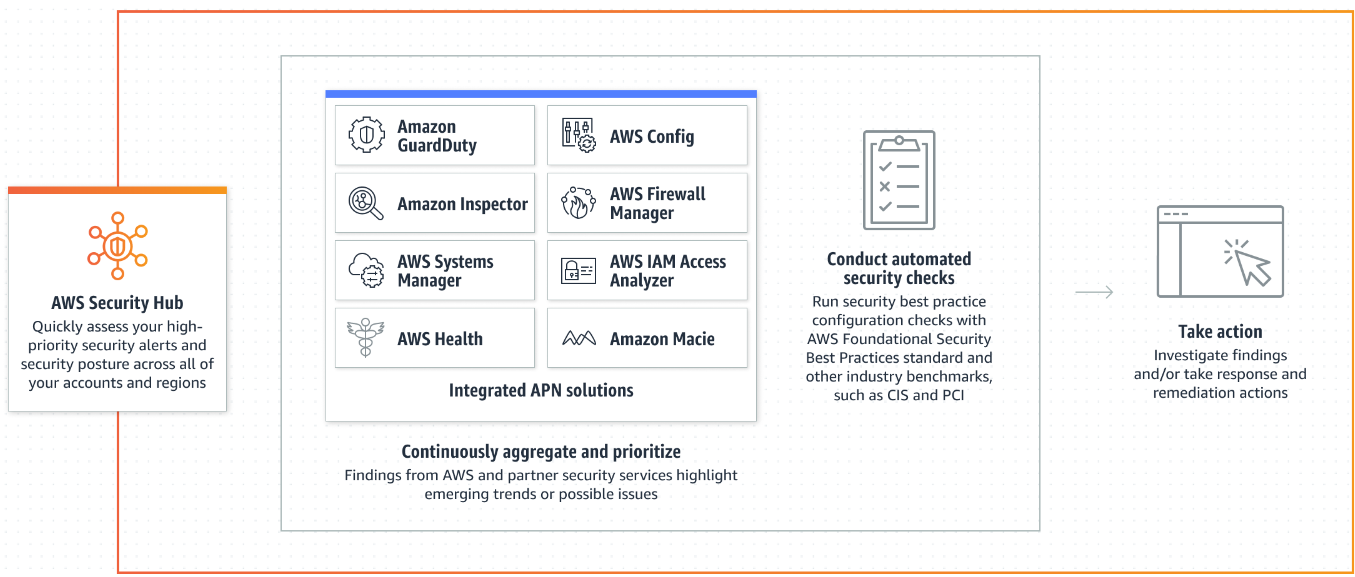 AWS Security Hub
Quickly assess your high-
priority security alerts and
security posture across all of
your accounts and regions
Amazon
GuardDuty
AWS Config
Amazon Inspector
AWS Firewall
Manager
AWS Systems
Manager
AWS IAM Access
Analyzer
AWS Health
Amazon Macie
Integrated APN solutions
Continuously aggregate and prioritize
Findings from AWS and partner security services highlight
emerging trends or possible issues
Conduct automated
security checks
Run security best practice
configuration checks with
AWS Foundational Security
Best Practices standard and
other industry benchmarks,
such as CIS and PCI
Take action
Investigate findings
and/or take response and
remediation actions